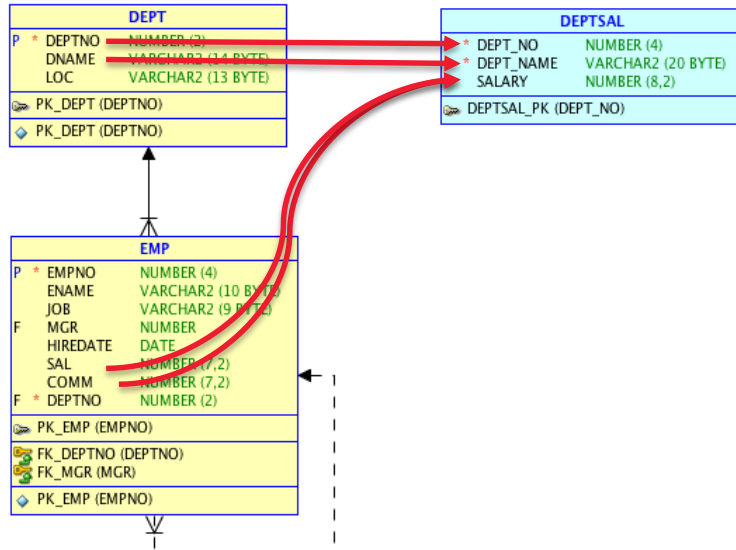 DEPT
P * DEPTNO NUMBER (2)
DNAME VARCHAR2 (14 BYTE)
LOC VARCHAR2 (13 BYTE)
PK_DEPT (DEPTNO)
PK_DEPT (DEPTNO)
DEPTSAL
* DEPT_NO NUMBER (4)
* DEPT_NAME VARCHAR2 (20 BYTE)
SALARY NUMBER (8,2)
DEPTSAL_PK (DEPT_NO)
EMP
P * EMPNO NUMBER (4)
ENAME VARCHAR2 (10 BYTE)
JOB VARCHAR2 (9 BYTE)
F MGR NUMBER
HIREDATE DATE
SAL NUMBER (7,2)
COMM NUMBER (7,2)
F * DEPTNO NUMBER (2)
PK_EMP (EMPNO)
FK_DEPTNO (DEPTNO)
FK_MGR (MGR)
PK_EMP (EMPNO)